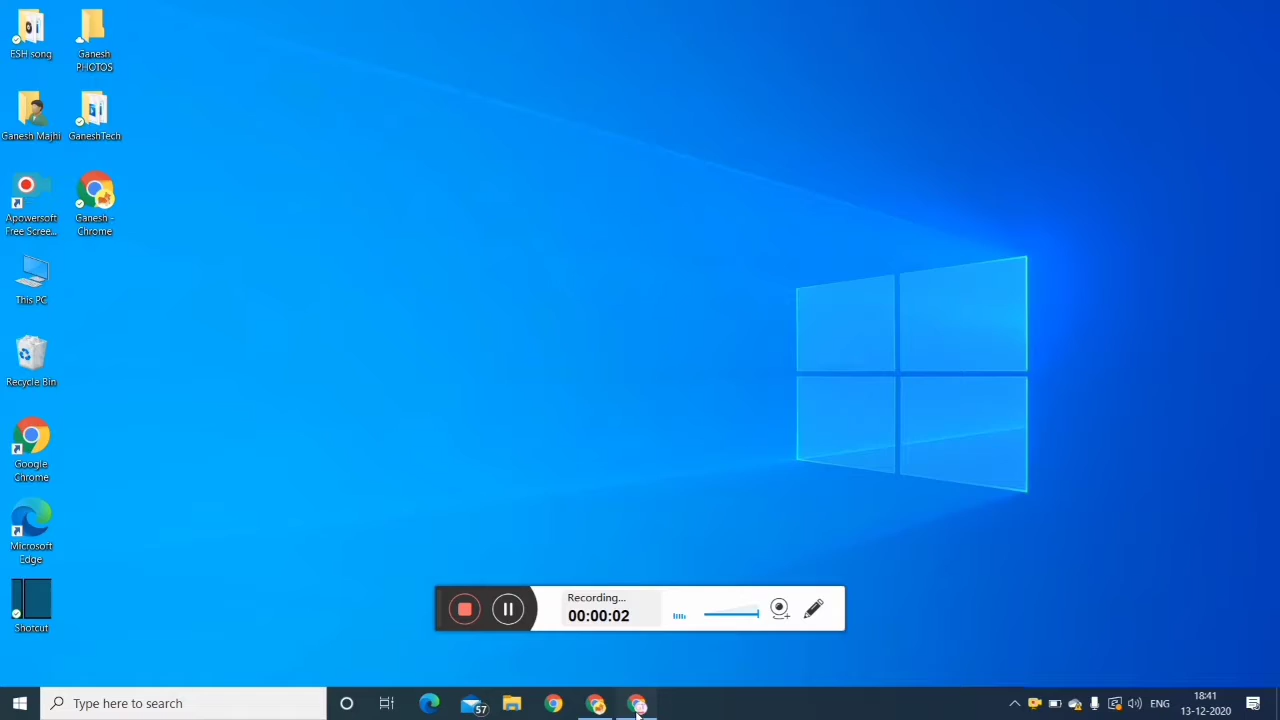 ESH song
Ganesh
PHOTOS
Ganesh Majhi
GaneshTech
Apowersoft
Free Scree...
Ganesh -
Chrome
This PC
Recycle Bin
Google
Chrome
Microsoft
Edge
Shotcut
Recording...
00:00:02
Type here to search
57
ENG
18:41
13-12-2020